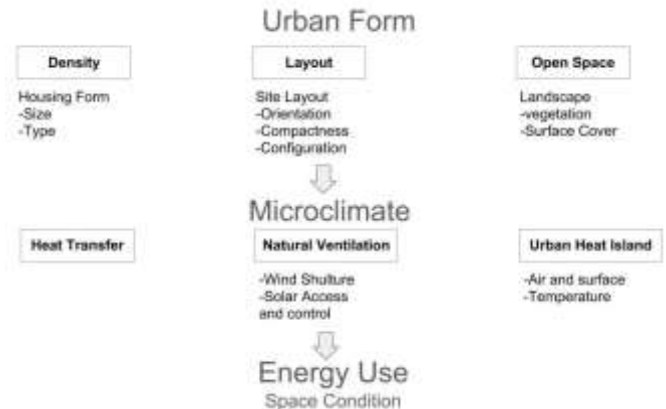 Urban Form
Density
Layout
Open Space
Housing Form
-Size
-Type
Site Layout
-Orientation
-Compactness
-Configuration
Landscape
-vegetation
-Surface Cover
Microclimate
Heat Transfer
Natural Ventilation
Urban Heat Island
-Wind Shulture
-Solar Access
and control
-Air and surface
-Temperature
Energy Use
Space Condition